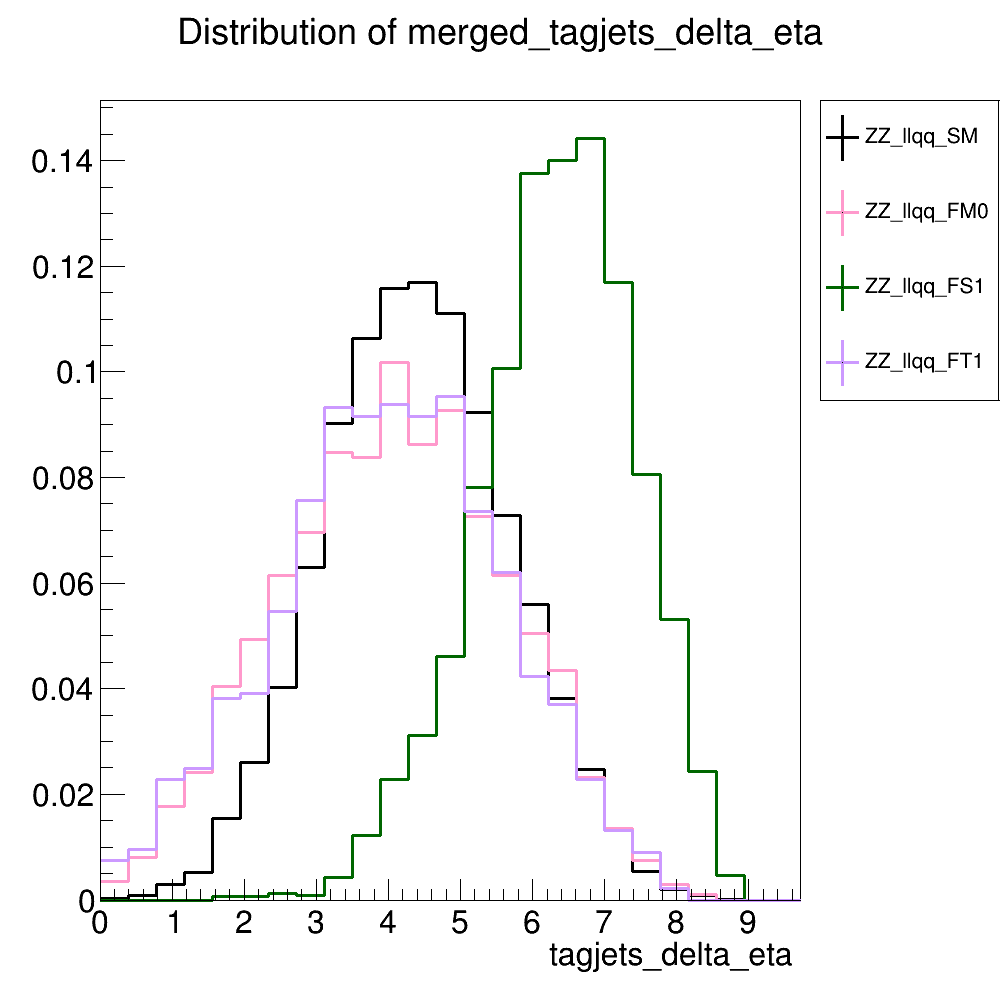 Distribution of merged_tagjets_delta_eta
ZZ_llqq_SM
ZZ_llqq_FM0
ZZ_llqq_FS1
ZZ_llqq_FT1
0.14
0.12
0.1
0.08
0.06
0.04
0.02
0
0 1 2 3 4 5 6 7 8 9
tagjets_delta_eta